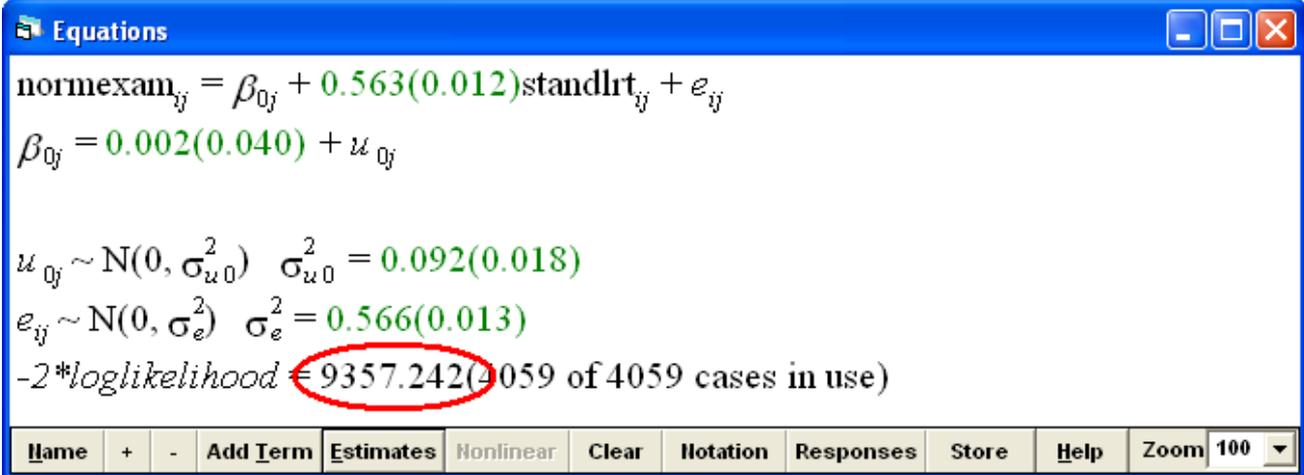 Equations
normexam_ij = β_0j + 0.563(0.012)standlrt_ij + e_ij
β_0j = 0.002(0.040) + u_0j
u_0j ~ N(0, σ²_u0) σ²_u0 = 0.092(0.018)
e_ij ~ N(0, σ²_e) σ²_e = 0.566(0.013)
-2*loglikelihood = 9357.242(4059 of 4059 cases in use)
Name + - Add Term Estimates Nonlinear Clear Notation Responses Store Help Zoom 100